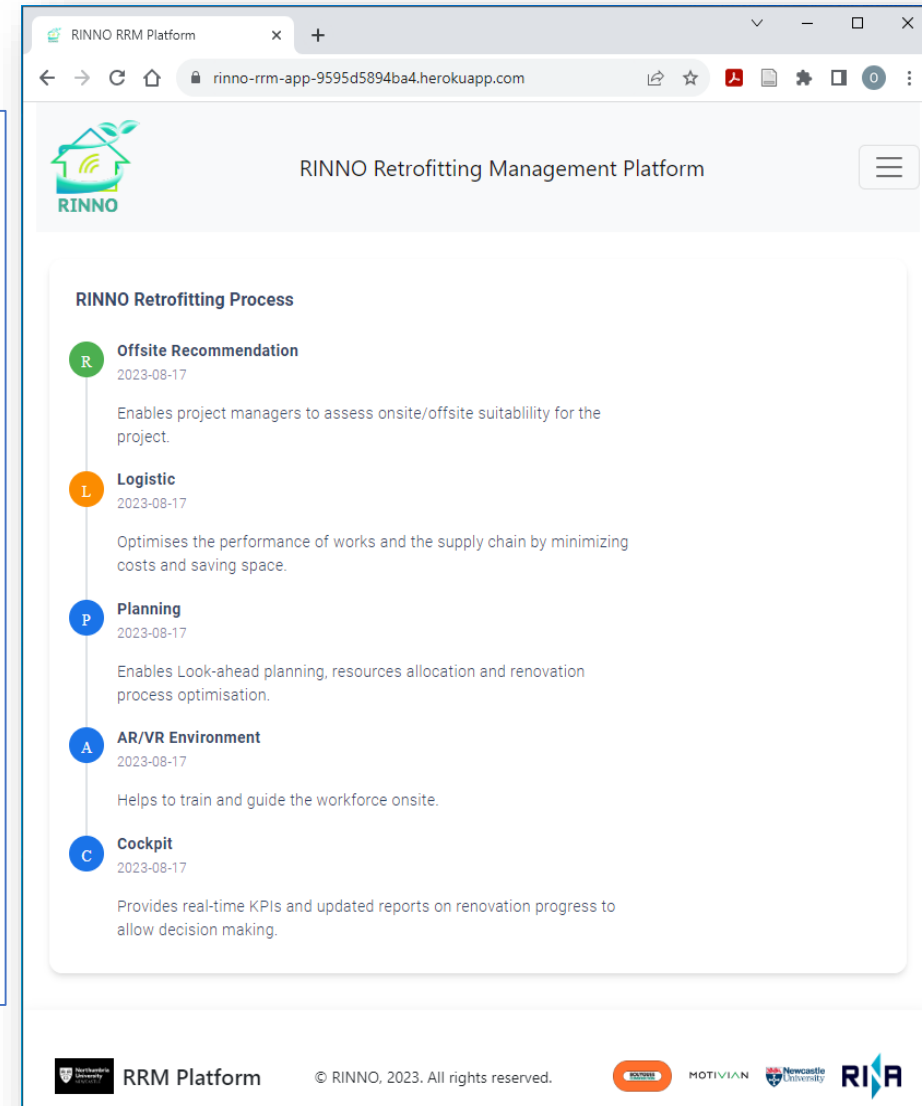 RINNO RRM Platform
rinno-rrm-app-9595d5894ba4.herokuapp.com
O
RINNO
RINNO Retrofitting Management Platform
RINNO Retrofitting Process
R
Offsite Recommendation
2023-08-17
Enables project managers to assess onsite/offsite suitablility for the
project.
L
Logistic
2023-08-17
Optimises the performance of works and the supply chain by minimizing
costs and saving space.
P
Planning
2023-08-17
Enables Look-ahead planning, resources allocation and renovation
process optimisation.
A
AR/VR Environment
2023-08-17
Helps to train and guide the workforce onsite.
C
Cockpit
2023-08-17
Provides real-time KPIs and updated reports on renovation progress to
allow decision making.
Northumbria
University
NEWCASTLE
RRM Platform
© RINNO, 2023. All rights reserved.
MOTIVIAN
Newcastle
University
RINA